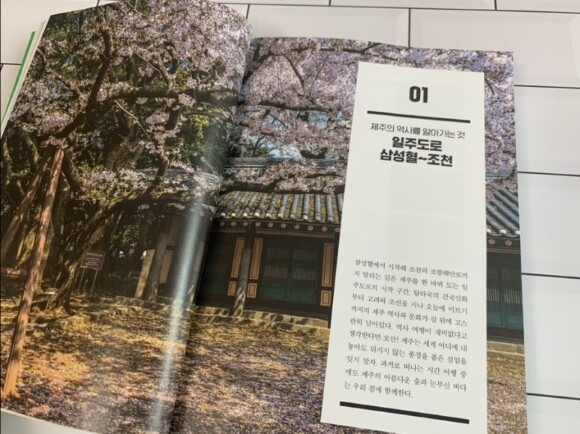 01
제주의 역사를 알아가는 것
일주도로
삼성혈~조천
삼성혈에서 시작해 조천의 조함해안도로까
지 달리는 길은 제주를 한 바퀴 도는 일
주도로의 시작 구간. 탐라국의 건국신화
부터 고려와 조선을 지나 오늘에 이르기
까지의 제주 역사와 문화가 길 위에 고스
란히 남아있다. 역사 여행이 재미없다고
생각한다면 오산! 제주는 세계 어디에 내
놓아도 뒤지지 않는 풍경을 품은 섬임을
잊지 말자. 과거로 떠나는 시간 여행 중
에도 제주의 아름다운 숲과 눈부신 바다
는 우리 곁에 함께한다.